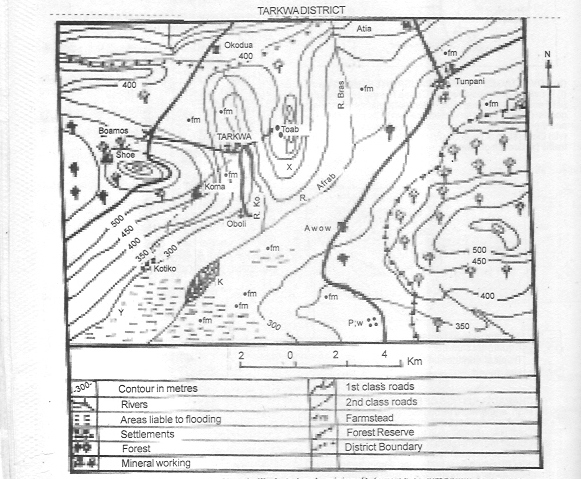 TARKWA DISTRICT
Atia
Okodua
400
fm
N
400
fm
Tunpani
R. Bras
fm
fm
Boamos
TARKWA
Toab
Shoe
X
fm
Koma
R. Afrab
R. Ko
500
450
400
350
300
Oboli
Awow
fm
500
450
Kotiko
K
400
fm
fm
fm
Y
fm
300
350
2 0 2 4 Km
-300- Contour in metres
Rivers
Areas liable to flooding
Settlements
Forest
Mineral working
1st class roads
2nd class roads
fm Farmstead
Forest Reserve
District Boundary